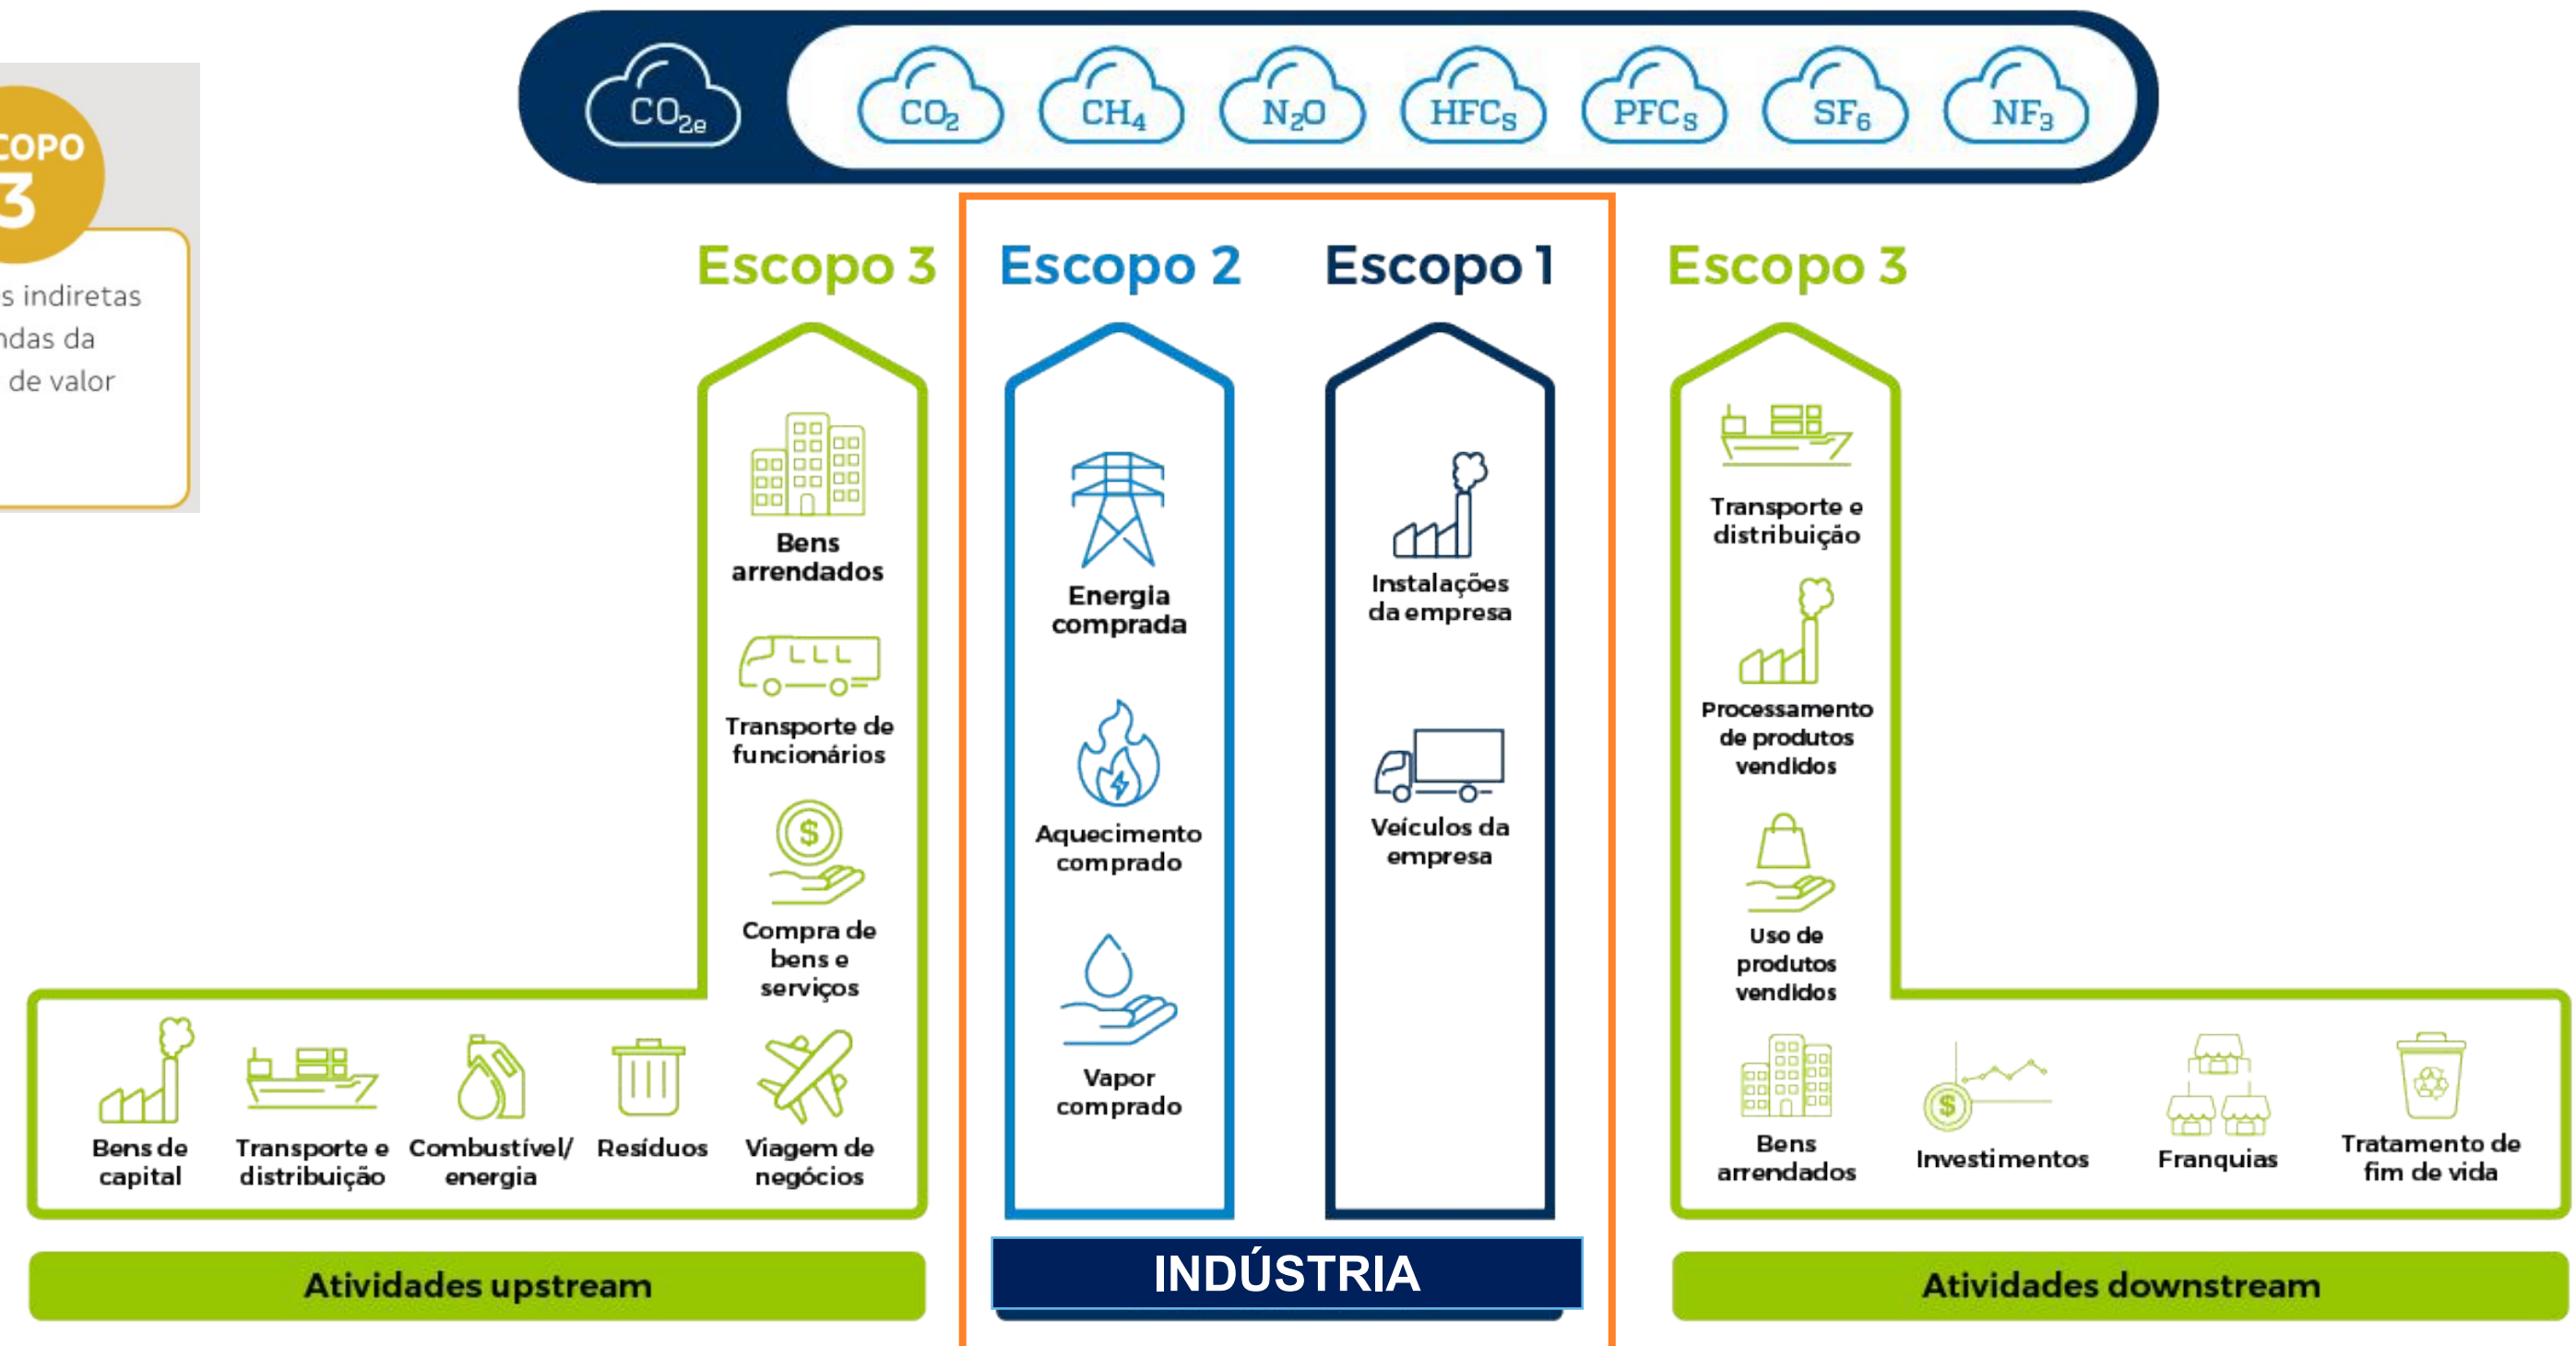 CO2e
CO2
CH4
N2O
HFCS
PFCS
SF6
NF3
3
indiretas
da
de valor
Escopo 3
Escopo 2
Escopo 1
Escopo 3
Bens
arrendados
Transporte de
funcionários
$
Compra de
bens e
serviços
Bens de
capital
Transporte e
distribuição
Combustível/
energia
Resíduos
Viagem de
negócios
Atividades upstream
Energia
comprada
Aquecimento
comprado
Vapor
comprado
Instalações
da empresa
Veículos da
empresa
INDÚSTRIA
Transporte e
distribuição
Processamento
de produtos
vendidos
Uso de
produtos
vendidos
Bens
arrendados
$
Investimentos
Franquias
Tratamento de
fim de vida
Atividades downstream